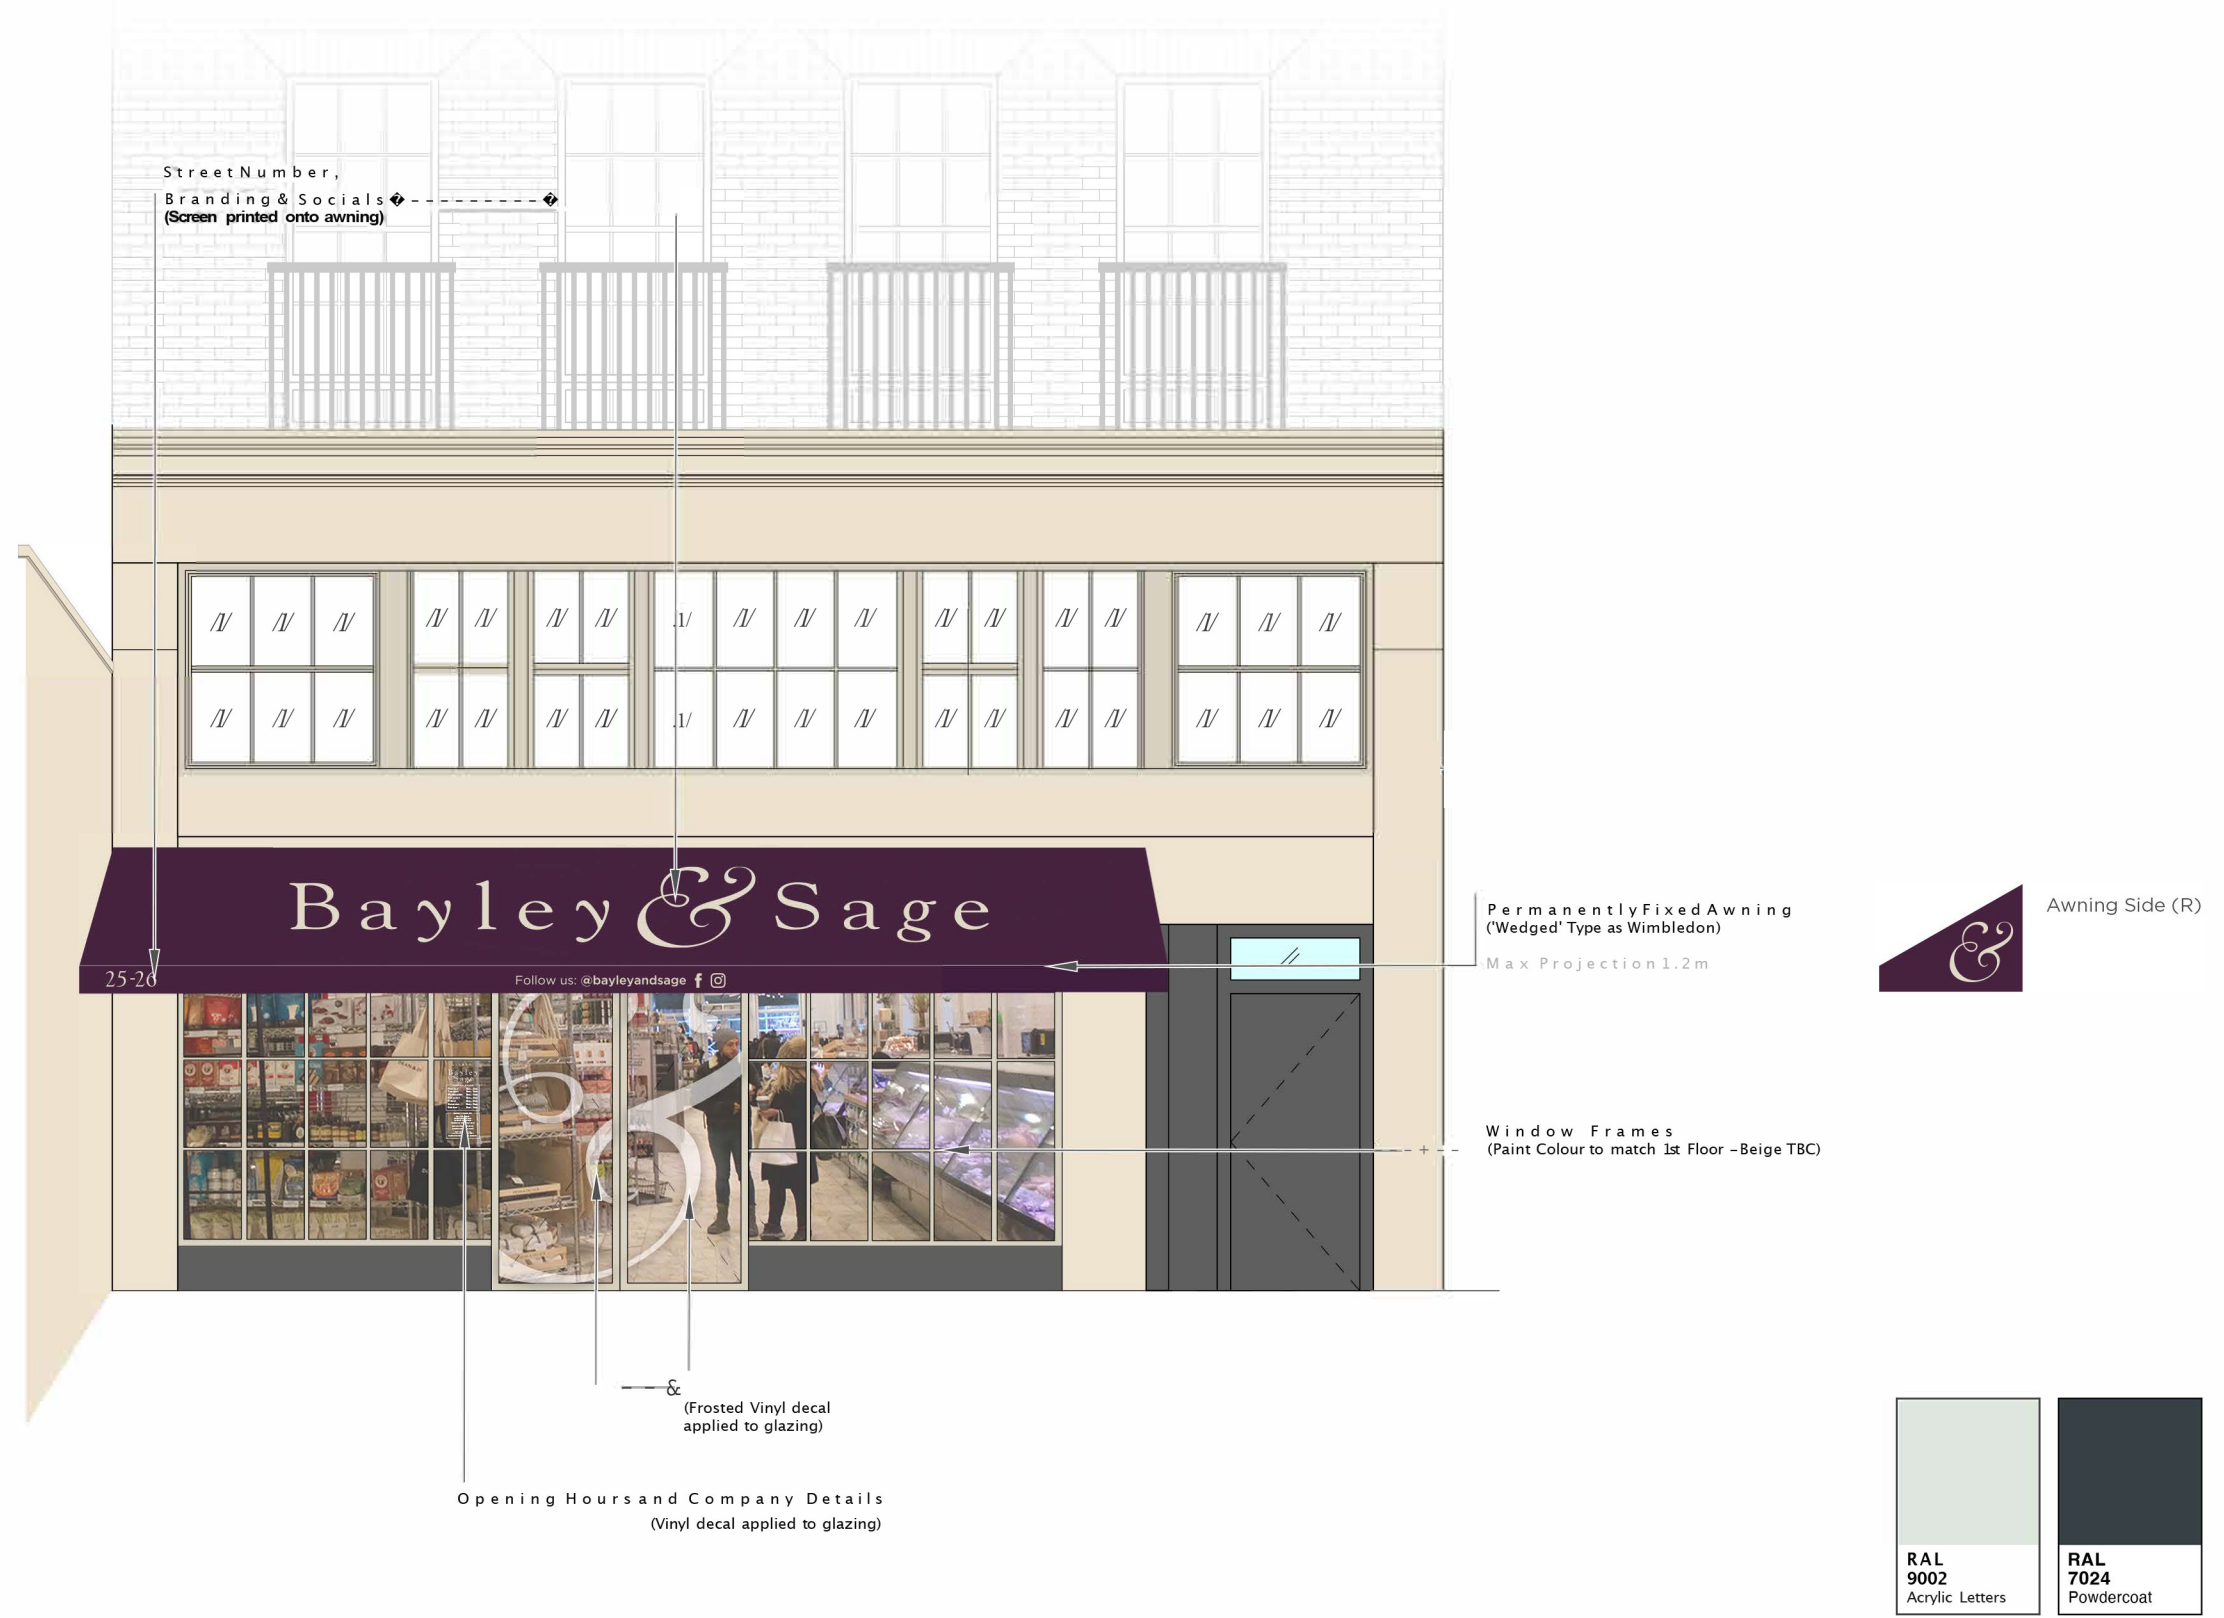 Street Number,
Branding & Socials
(Screen printed onto awning)
Bayley & Sage
25-26
Follow us: @bayleyandsage
Permanently Fixed Awning
('Wedged' Type as Wimbledon)
Max Projection 1.2m
&
Awning Side (R)
Bayley
&
Window Frames
(Paint Colour to match 1st Floor – Beige TBC)
&
(Frosted Vinyl decal
applied to glazing)
Opening Hours and Company Details
(Vinyl decal applied to glazing)
RAL
9002
Acrylic Letters
RAL
7024
Powdercoat